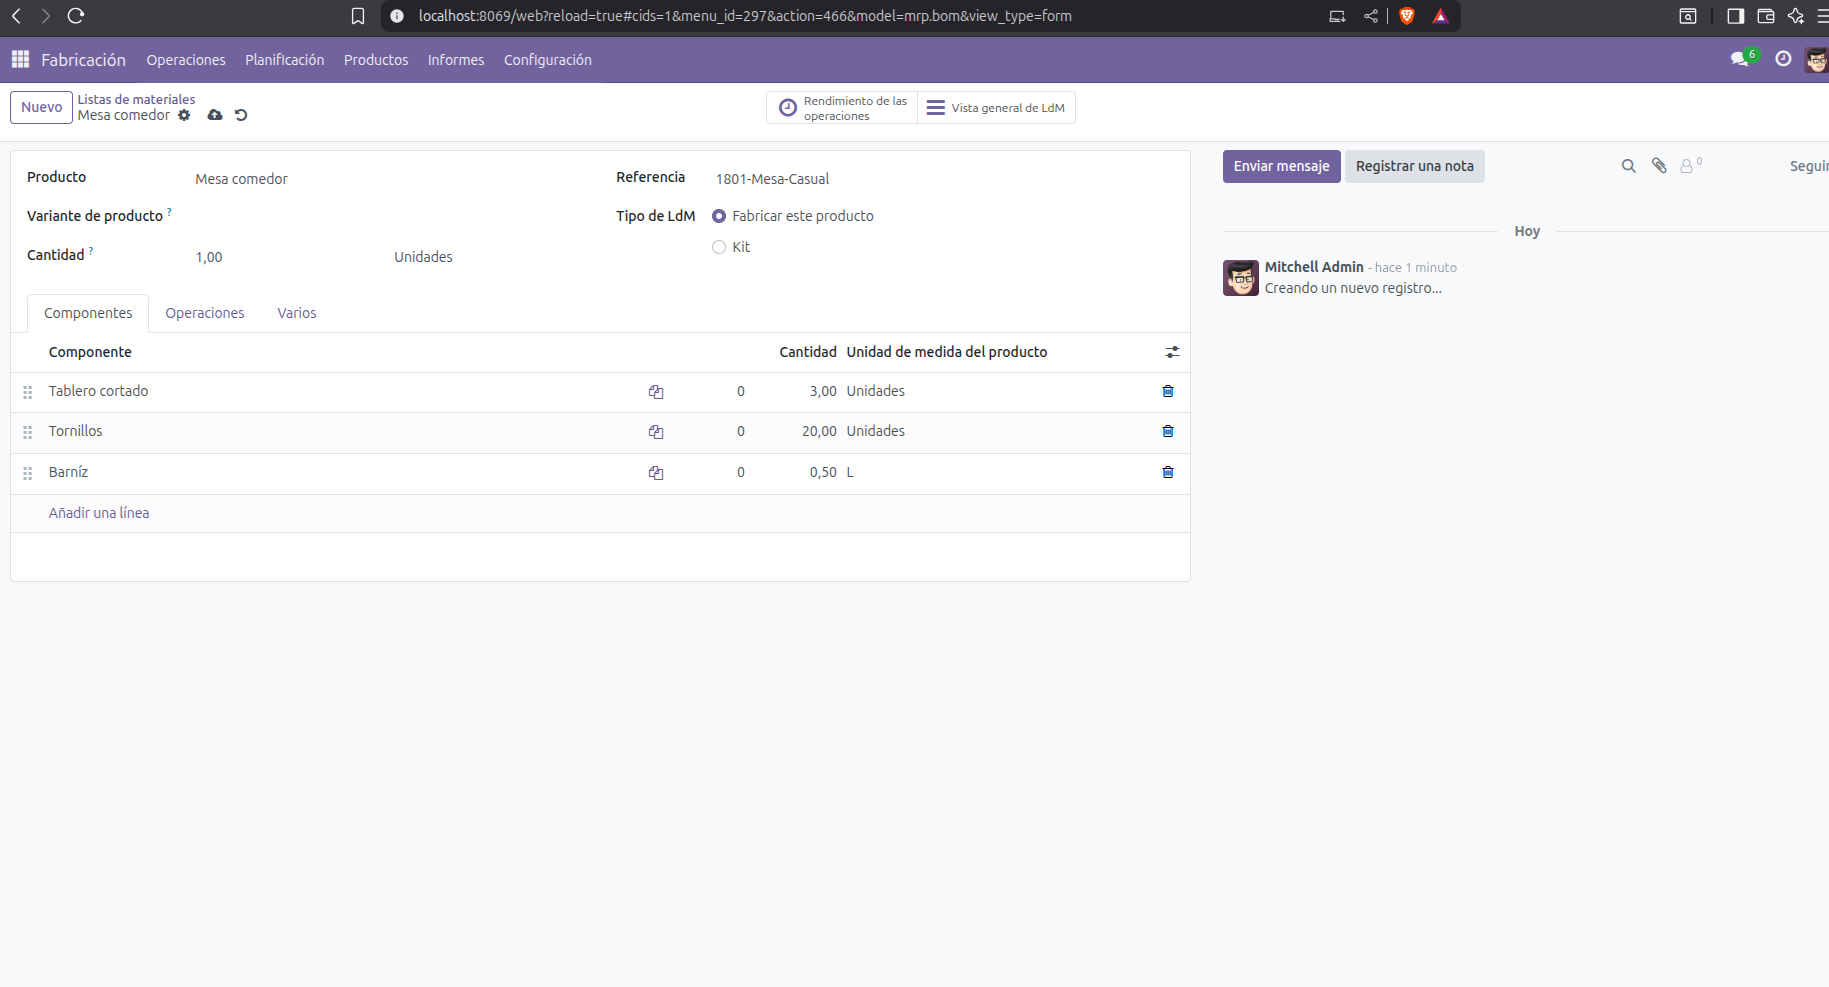 localhost:8069/web?reload=true#cids=1&menu_id=297&action=466&model=mrp.bom&view_type=form
Fabricación Operaciones Planificación Productos Informes Configuración 6
Nuevo
Listas de materiales
Mesa comedor
Rendimiento de las operaciones
Vista general de LdM
Enviar mensaje Registrar una nota 0 Seguir
Producto Mesa comedor Referencia 1801-Mesa-Casual
Variante de producto ? Tipo de LdM Fabricar este producto
Kit
Cantidad ? 1,00 Unidades
Componentes Operaciones Varios
Componente Cantidad Unidad de medida del producto
Tablero cortado 0 3,00 Unidades
Tornillos 0 20,00 Unidades
Barníz 0 0,50 L
Añadir una línea
Hoy
Mitchell Admin - hace 1 minuto
Creando un nuevo registro...